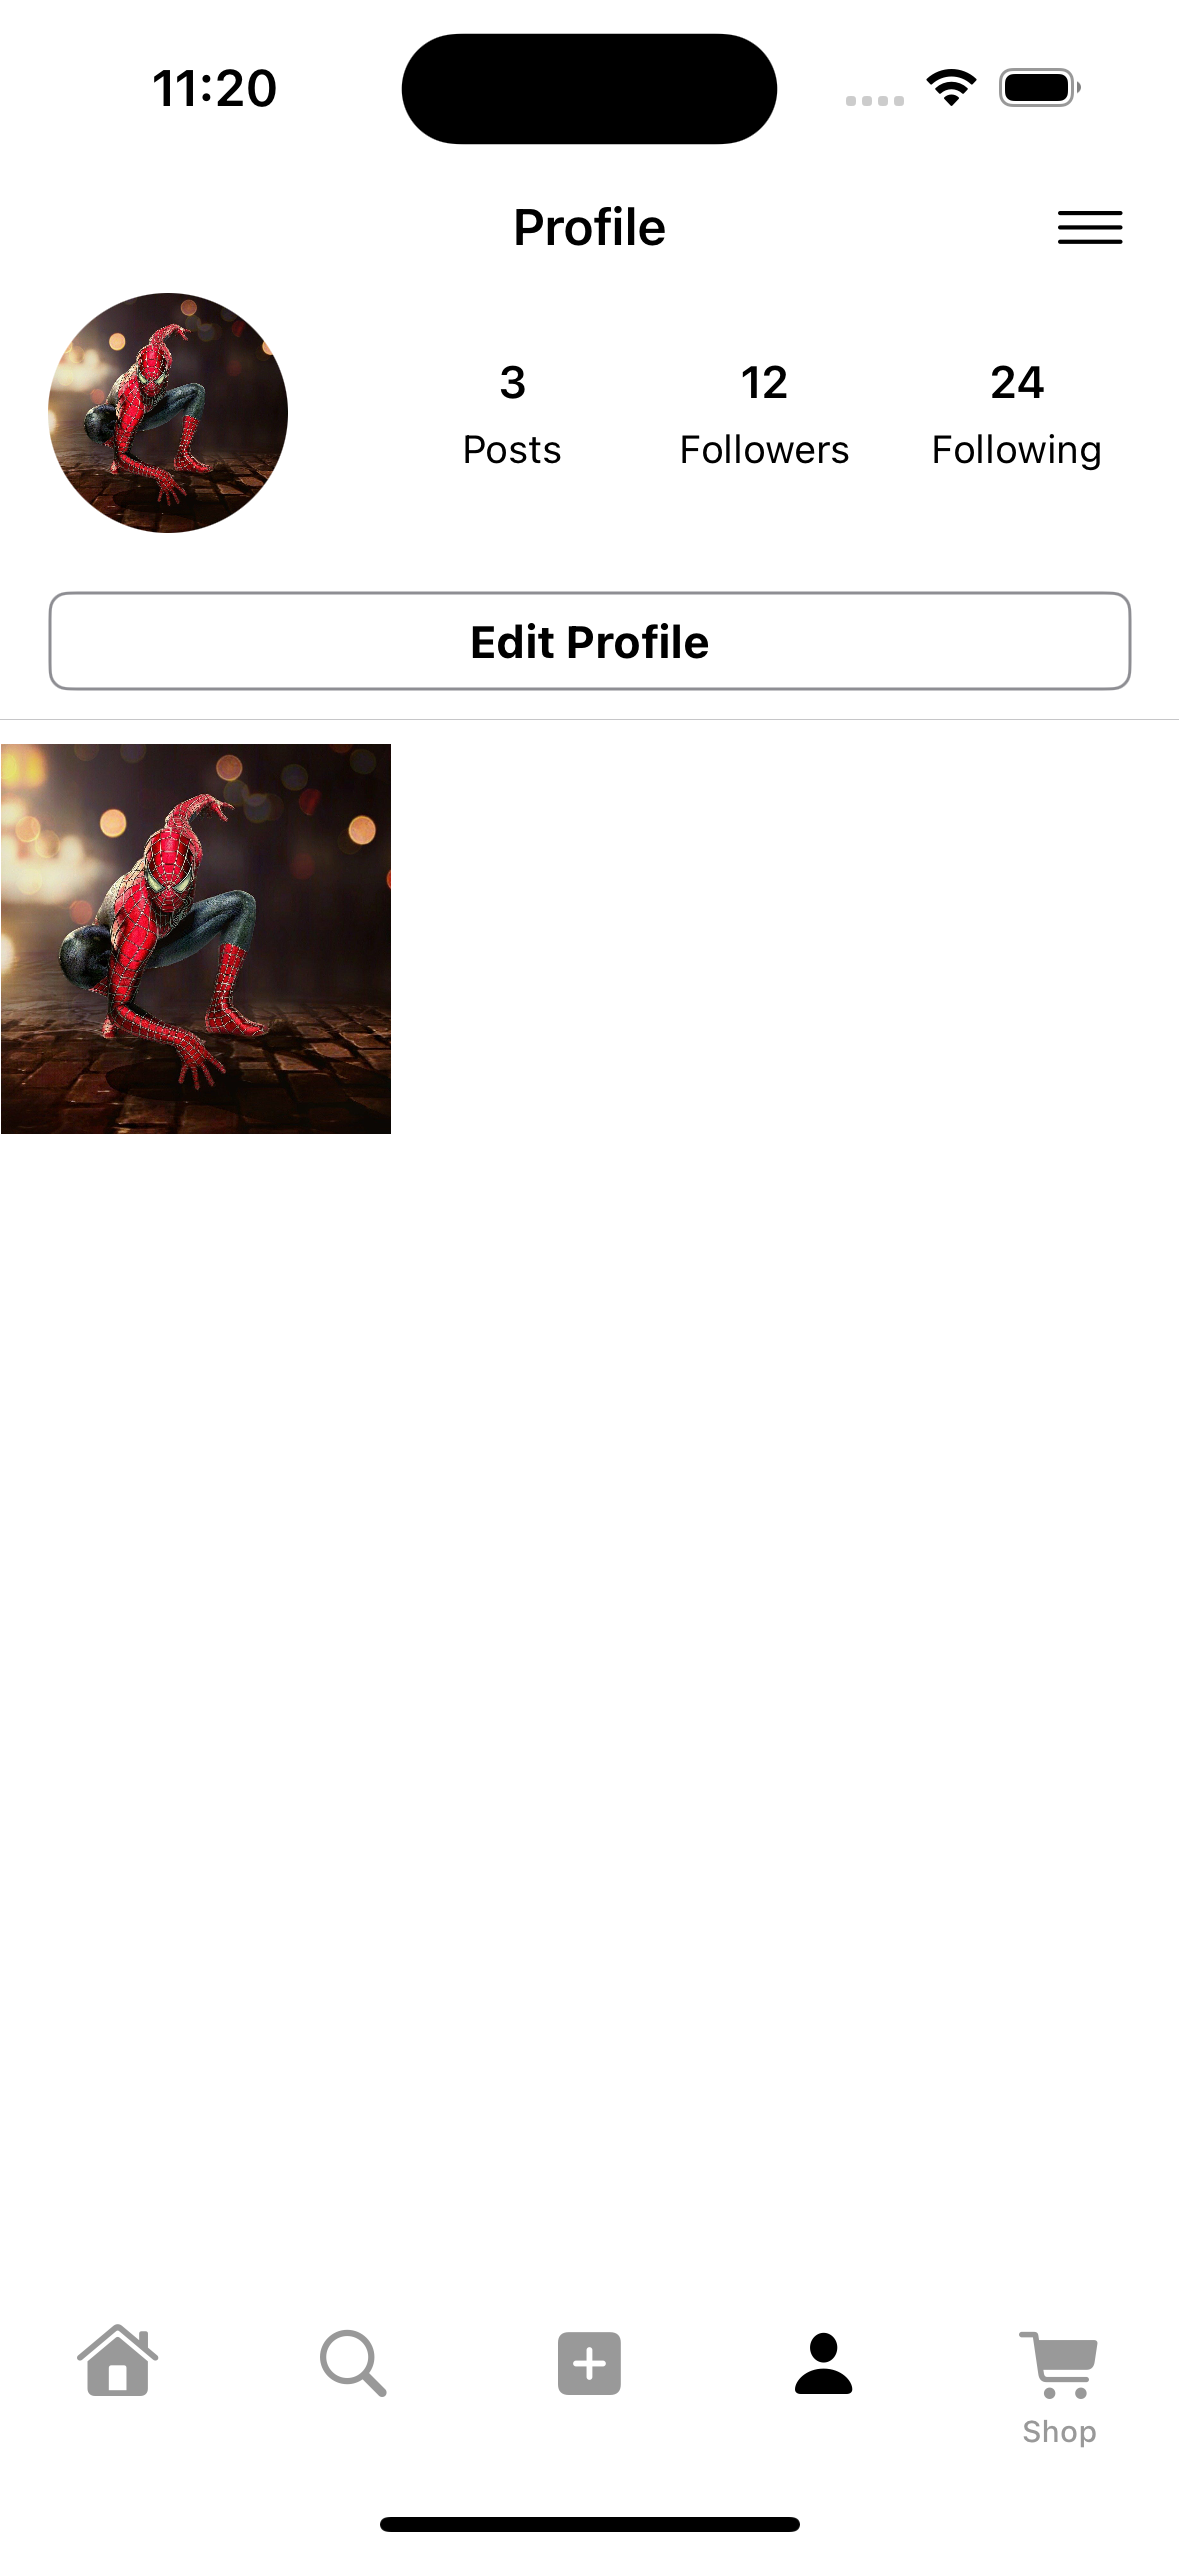 11:20
Profile
3 12 24
Posts Followers Following
Edit Profile
Shop